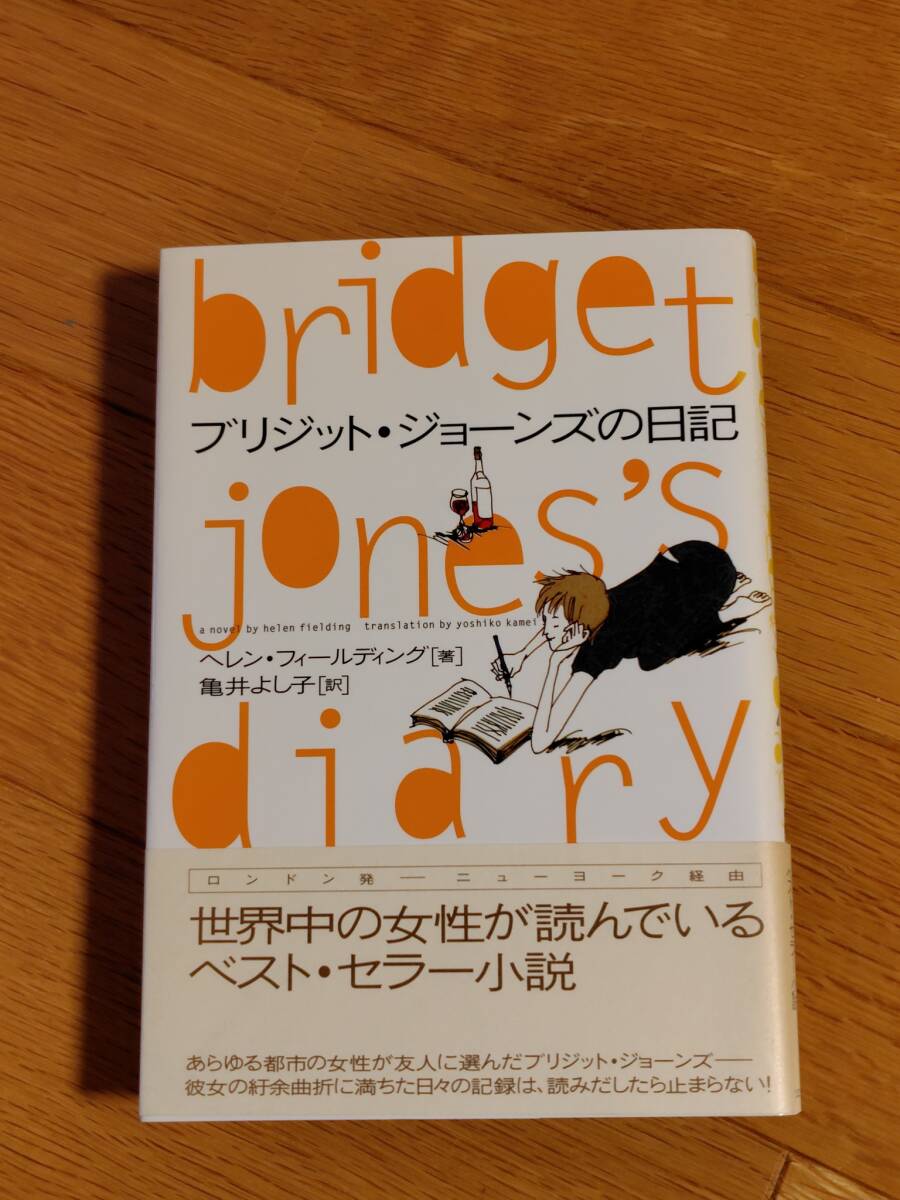 bridget
ブリジット・ジョーンズの日記
jones's
a novel by helen fielding translation by yoshiko kamei
ヘレン・フィールディング[著]
亀井よし子[訳]
diary
ロンドン発──ニューヨーク経由
世界中の女性が読んでいる
ベスト・セラー小説
あらゆる都市の女性が友人に選んだブリジット・ジョーンズ──
彼女の紆余曲折に満ちた日々の記録は、読みだしたら止まらない!